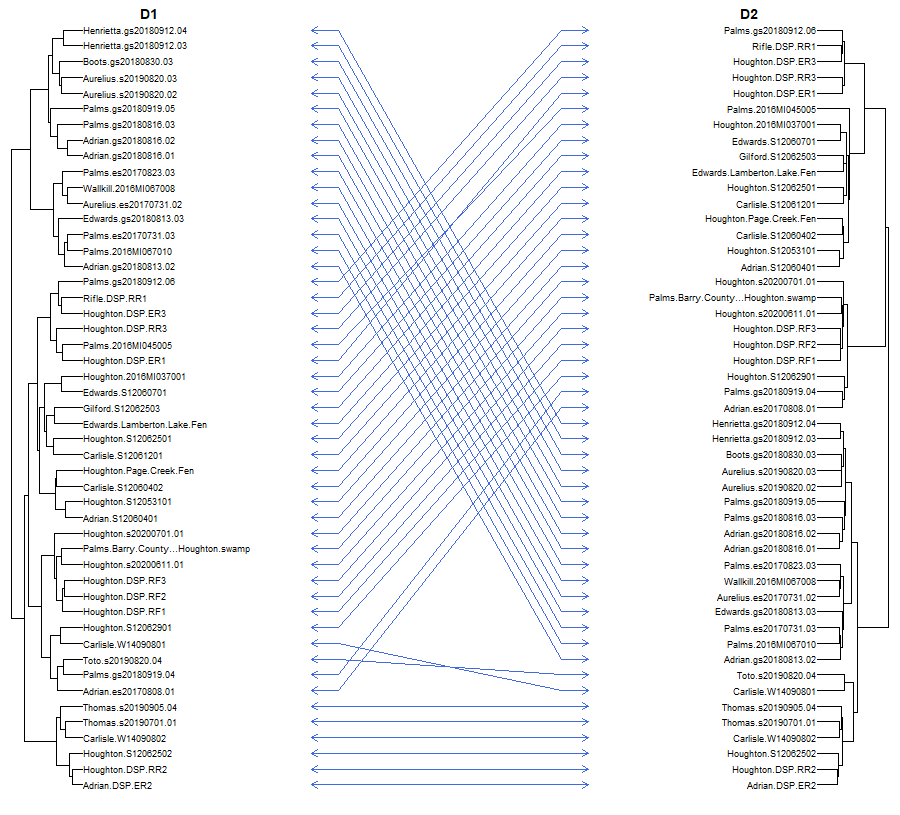 D1
Henrietta.gs20180912.04
Henrietta.gs20180912.03
Boots.gs20180830.03
Aurelius.s20190820.03
Aurelius.s20190820.02
Palms.gs20180919.05
Palms.gs20180816.03
Adrian.gs20180816.02
Adrian.gs20180816.01
Palms.es20170823.03
Wallkill.2016MI067008
Aurelius.es20170731.02
Edwards.gs20180813.03
Palms.es20170731.03
Palms.2016MI067010
Adrian.gs20180813.02
Palms.gs20180912.06
Rifle.DSP.RR1
Houghton.DSP.ER3
Houghton.DSP.RR3
Palms.2016MI045005
Houghton.DSP.ER1
Houghton.2016MI037001
Edwards.S12060701
Gilford.S12062503
Edwards.Lamberton.Lake.Fen
Houghton.S12062501
Carlisle.S12061201
Houghton.Page.Creek.Fen
Carlisle.S12060402
Houghton.S12053101
Adrian.S12060401
Houghton.s20200701.01
Palms.Barry.County...Houghton.swamp
Houghton.s20200611.01
Houghton.DSP.RF3
Houghton.DSP.RF2
Houghton.DSP.RF1
Houghton.S12062901
Carlisle.W14090801
Toto.s20190820.04
Palms.gs20180919.04
Adrian.es20170808.01
Thomas.s20190905.04
Thomas.s20190701.01
Carlisle.W14090802
Houghton.S12062502
Houghton.DSP.RR2
Adrian.DSP.ER2
D2
Palms.gs20180912.06
Rifle.DSP.RR1
Houghton.DSP.ER3
Houghton.DSP.RR3
Houghton.DSP.ER1
Palms.2016MI045005
Houghton.2016MI037001
Edwards.S12060701
Gilford.S12062503
Edwards.Lamberton.Lake.Fen
Houghton.S12062501
Carlisle.S12061201
Houghton.Page.Creek.Fen
Carlisle.S12060402
Houghton.S12053101
Adrian.S12060401
Houghton.s20200701.01
Palms.Barry.County...Houghton.swamp
Houghton.s20200611.01
Houghton.DSP.RF3
Houghton.DSP.RF2
Houghton.DSP.RF1
Houghton.S12062901
Palms.gs20180919.04
Adrian.es20170808.01
Henrietta.gs20180912.04
Henrietta.gs20180912.03
Boots.gs20180830.03
Aurelius.s20190820.03
Aurelius.s20190820.02
Palms.gs20180919.05
Palms.gs20180816.03
Adrian.gs20180816.02
Adrian.gs20180816.01
Palms.es20170823.03
Wallkill.2016MI067008
Aurelius.es20170731.02
Edwards.gs20180813.03
Palms.es20170731.03
Palms.2016MI067010
Adrian.gs20180813.02
Toto.s20190820.04
Carlisle.W14090801
Thomas.s20190905.04
Thomas.s20190701.01
Carlisle.W14090802
Houghton.S12062502
Houghton.DSP.RR2
Adrian.DSP.ER2